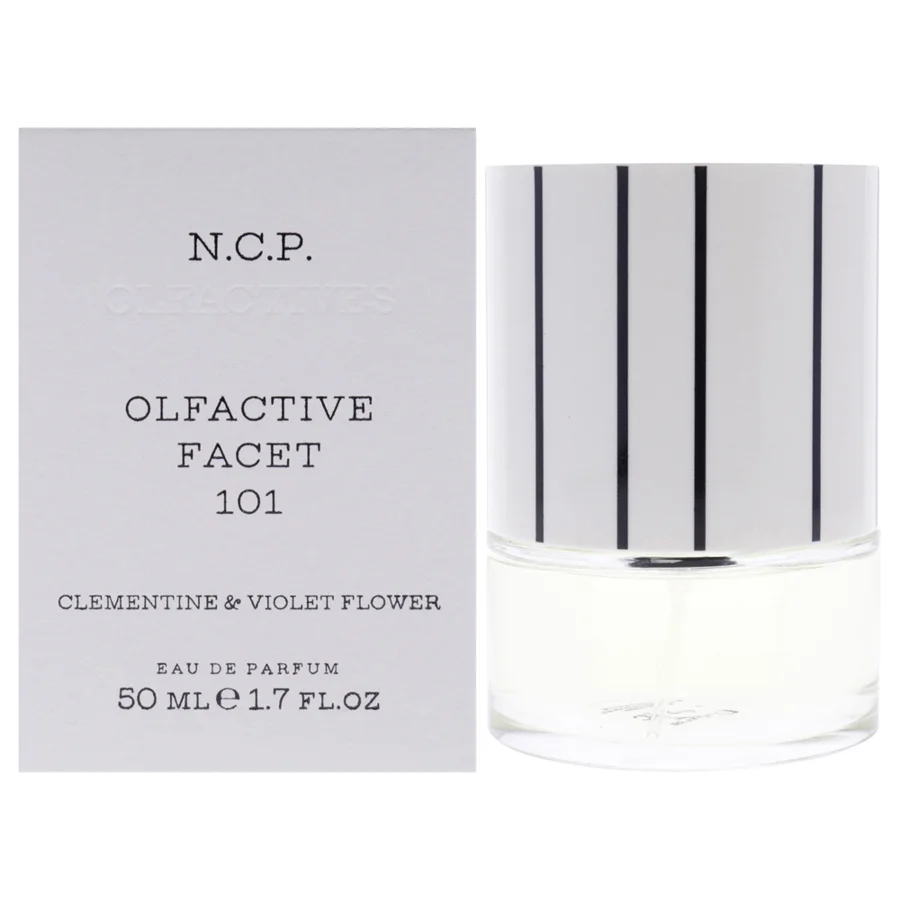 N.C.P.
OLFACTIVES
OLFACTIVE
FACET
101
CLEMENTINE & VIOLET FLOWER
EAU DE PARFUM
50 ML ℮ 1.7 FL.OZ